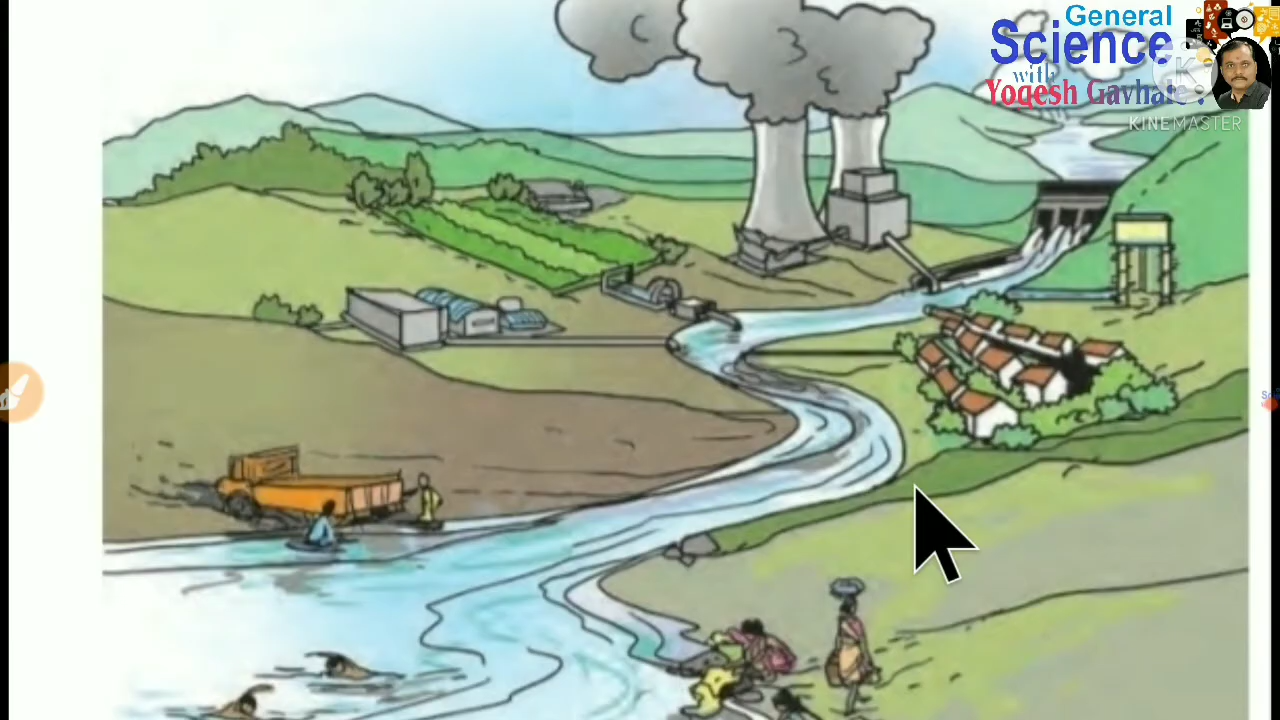 General
Science
with
Yogesh Gavhale .
K
KINEMASTER